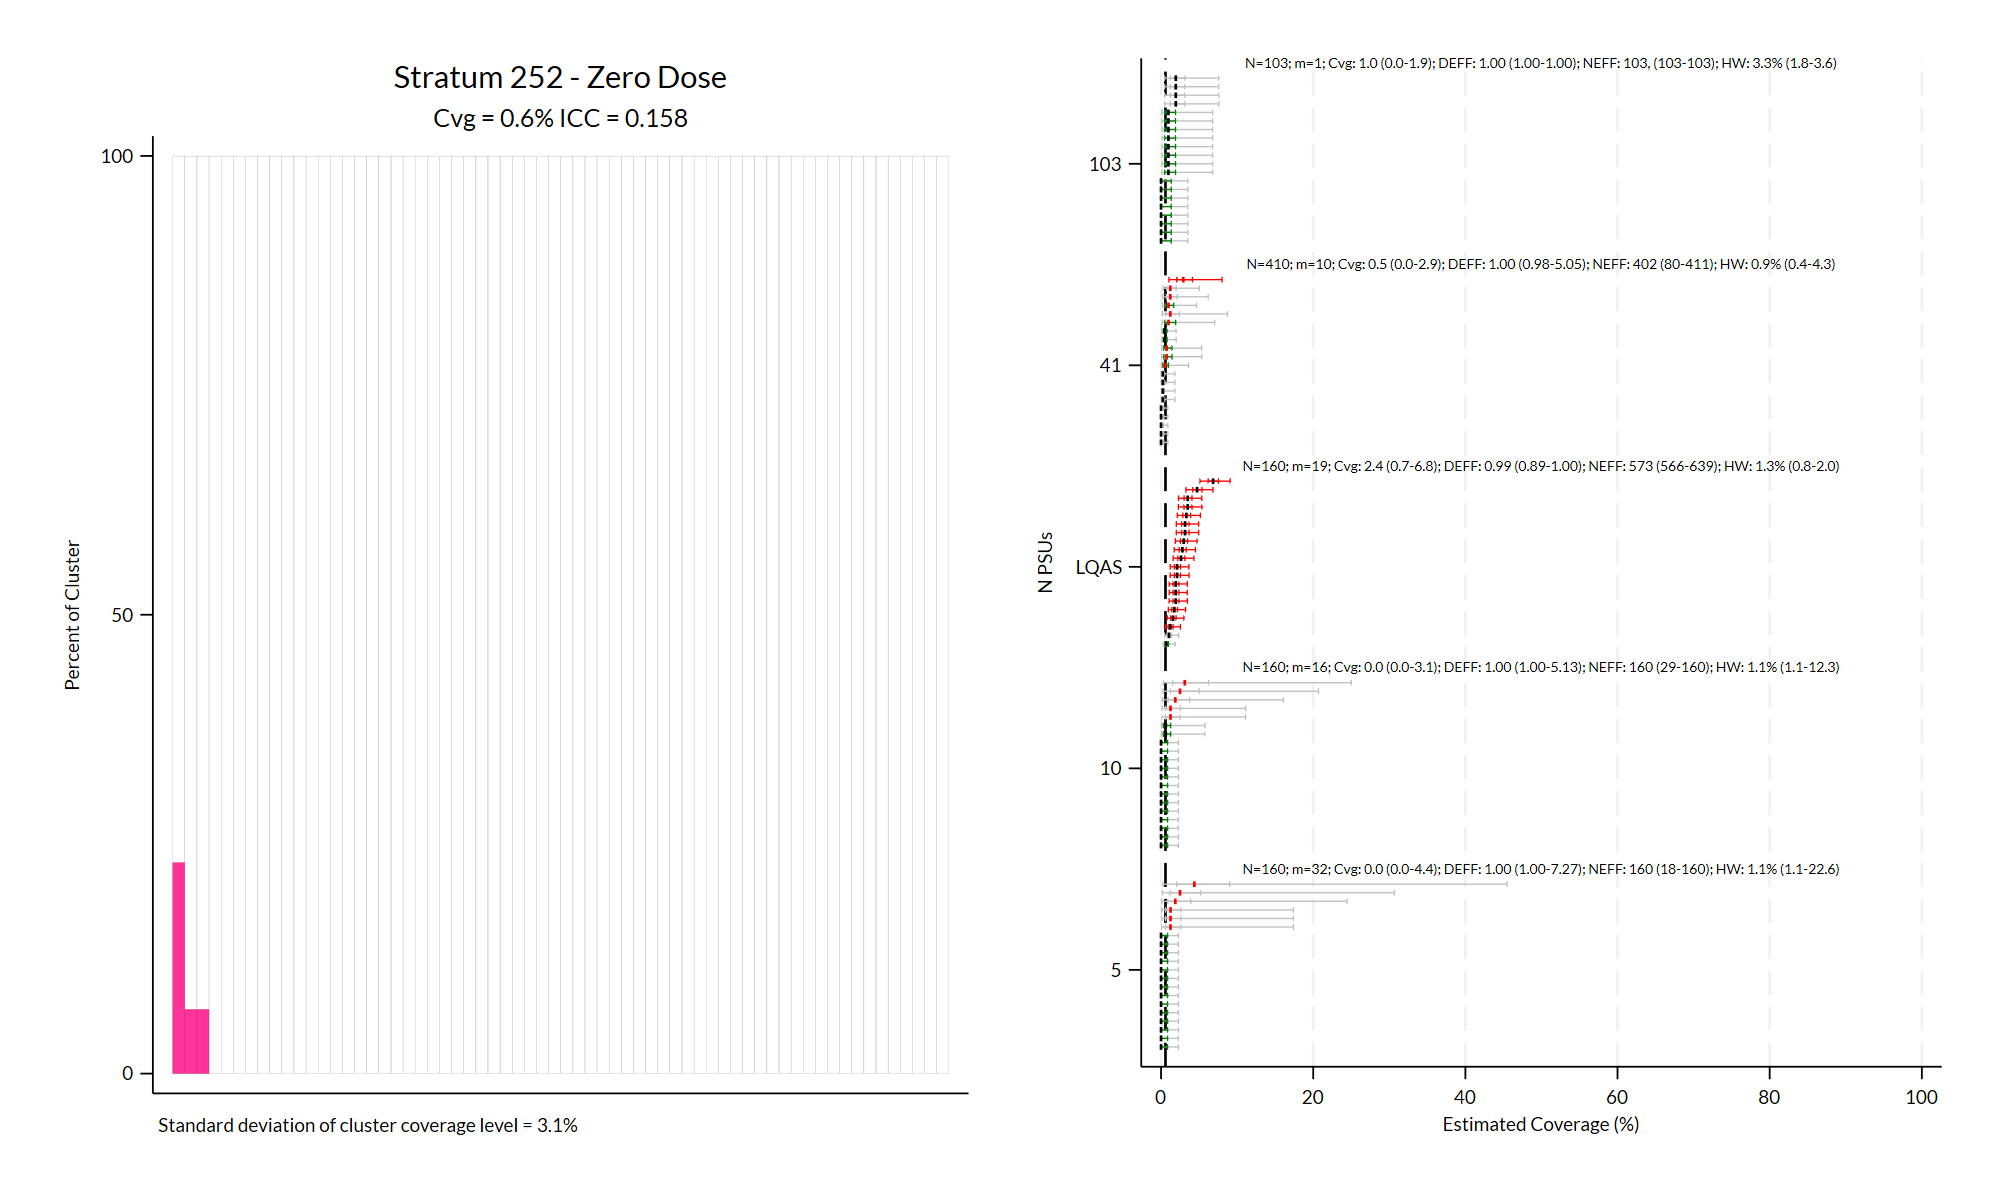 Stratum 252 - Zero Dose
Cvg = 0.6% ICC = 0.158
100
50
0
Percent of Cluster
Standard deviation of cluster coverage level = 3.1%
N=103; m=1; Cvg: 1.0 (0.0-1.9); DEFF: 1.00 (1.00-1.00); NEFF: 103, (103-103); HW: 3.3% (1.8-3.6)
103
N=410; m=10; Cvg: 0.5 (0.0-2.9); DEFF: 1.00 (0.98-5.05); NEFF: 402 (80-411); HW: 0.9% (0.4-4.3)
41
N=160; m=19; Cvg: 2.4 (0.7-6.8); DEFF: 0.99 (0.89-1.00); NEFF: 573 (566-639); HW: 1.3% (0.8-2.0)
N PSUs
LQAS
N=160; m=16; Cvg: 0.0 (0.0-3.1); DEFF: 1.00 (1.00-5.13); NEFF: 160 (29-160); HW: 1.1% (1.1-12.3)
10
N=160; m=32; Cvg: 0.0 (0.0-4.4); DEFF: 1.00 (1.00-7.27); NEFF: 160 (18-160); HW: 1.1% (1.1-22.6)
5
0 20 40 60 80 100
Estimated Coverage (%)